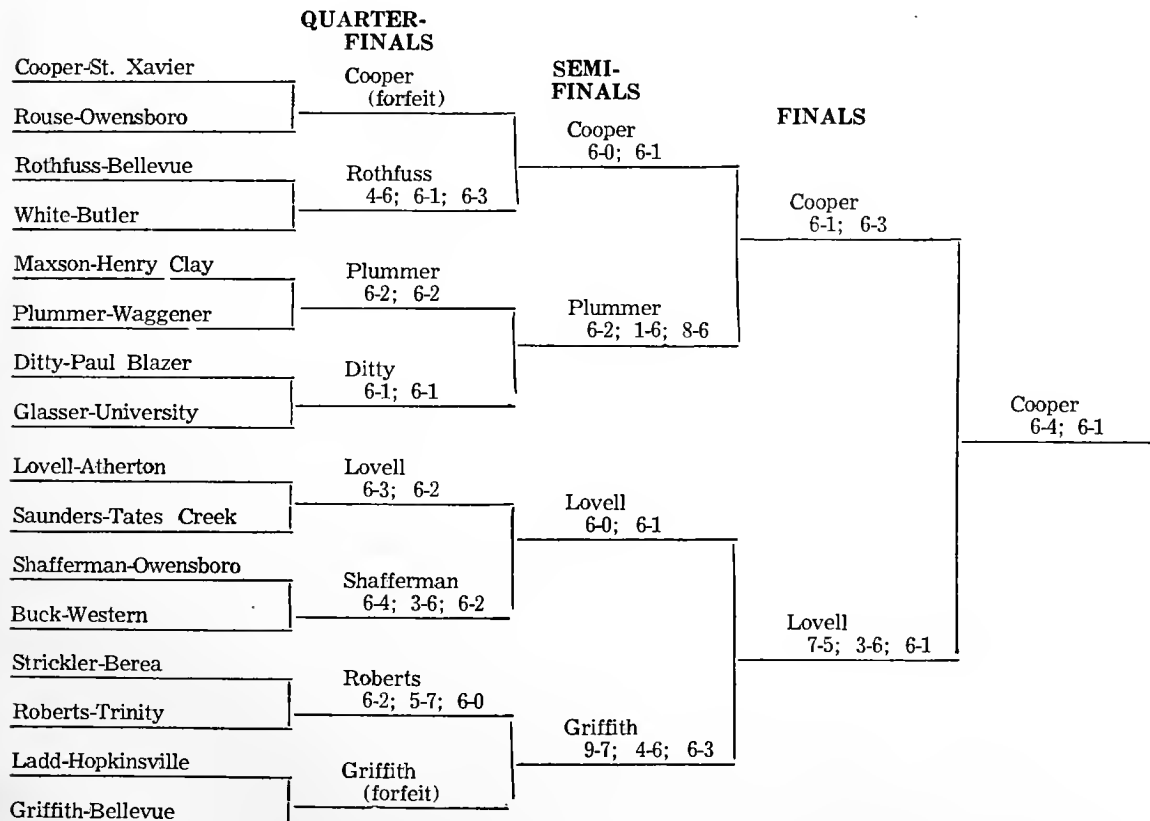 QUARTER-
FINALS
Cooper-St. Xavier
Rouse-Owensboro
Rothfuss-Bellevue
White-Butler
Maxson-Henry Clay
Plummer-Waggener
Ditty-Paul Blazer
Glasser-University
Lovell-Atherton
Saunders-Tates Creek
Shafferman-Owensboro
Buck-Western
Strickler-Berea
Roberts-Trinity
Ladd-Hopkinsville
Griffith-Bellevue
Cooper
(forfeit)
Rothfuss
4-6; 6-1; 6-3
Plummer
6-2; 6-2
Ditty
6-1; 6-1
Lovell
6-3; 6-2
Shafferman
6-4; 3-6; 6-2
Roberts
6-2; 5-7; 6-0
Griffith
(forfeit)
SEMI-
FINALS
Cooper
6-0; 6-1
Plummer
6-2; 1-6; 8-6
Lovell
6-0; 6-1
Griffith
9-7; 4-6; 6-3
FINALS
Cooper
6-1; 6-3
Lovell
7-5; 3-6; 6-1
Cooper
6-4; 6-1